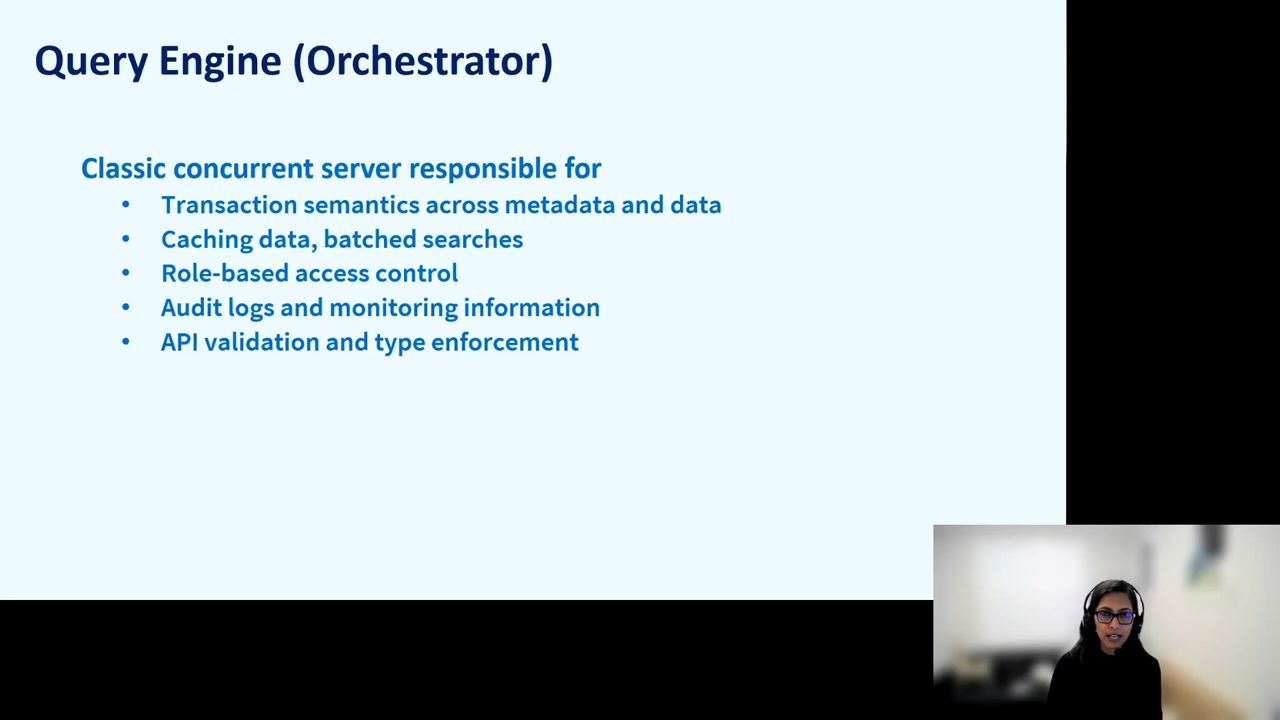 Query Engine (Orchestrator)
Classic concurrent server responsible for
• Transaction semantics across metadata and data
• Caching data, batched searches
• Role-based access control
• Audit logs and monitoring information
• API validation and type enforcement